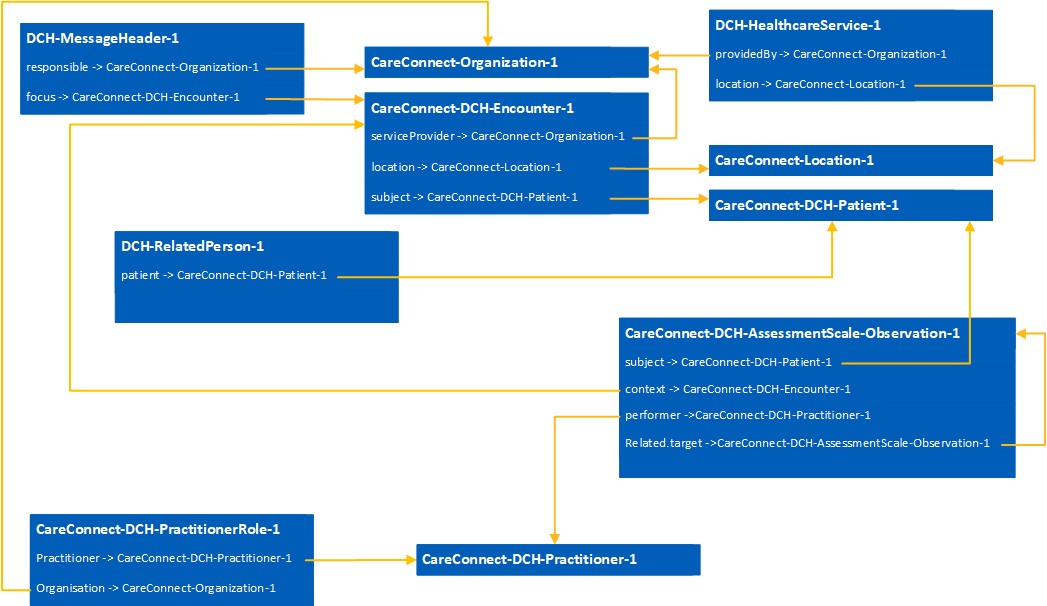 DCH-MessageHeader-1
responsible -> CareConnect-Organization-1
focus -> CareConnect-DCH-Encounter-1
CareConnect-Organization-1
DCH-HealthcareService-1
providedBy -> CareConnect-Organization-1
location -> CareConnect-Location-1
CareConnect-DCH-Encounter-1
serviceProvider -> CareConnect-Organization-1
location -> CareConnect-Location-1
subject -> CareConnect-DCH-Patient-1
CareConnect-Location-1
CareConnect-DCH-Patient-1
DCH-RelatedPerson-1
patient -> CareConnect-DCH-Patient-1
CareConnect-DCH-AssessmentScale-Observation-1
subject -> CareConnect-DCH-Patient-1
context -> CareConnect-DCH-Encounter-1
performer ->CareConnect-DCH-Practitioner-1
Related.target ->CareConnect-DCH-AssessmentScale-Observation-1
CareConnect-DCH-PractitionerRole-1
Practitioner -> CareConnect-DCH-Practitioner-1
Organisation -> CareConnect-Organization-1
CareConnect-DCH-Practitioner-1